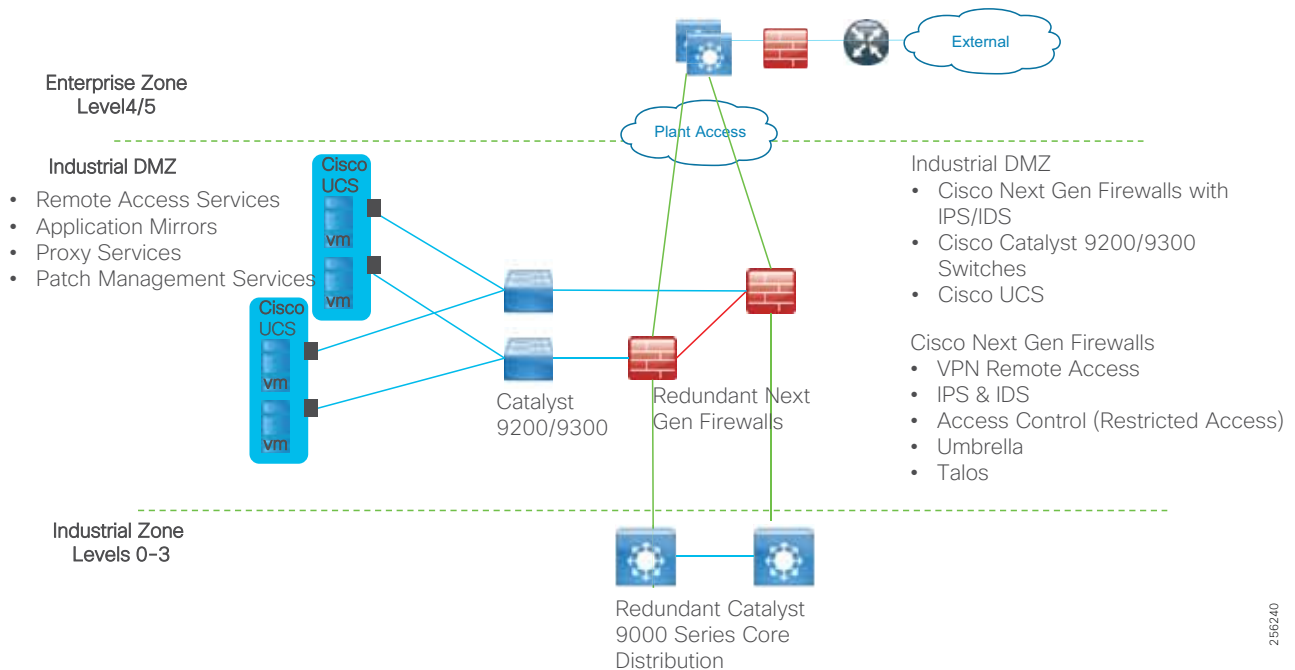 External
Enterprise Zone
Level4/5
Plant Access
Industrial DMZ
• Remote Access Services
• Application Mirrors
• Proxy Services
• Patch Management Services
Cisco
UCS
vm
vm
Cisco
UCS
vm
vm
Catalyst
9200/9300
Redundant Next
Gen Firewalls
Industrial DMZ
• Cisco Next Gen Firewalls with
IPS/IDS
• Cisco Catalyst 9200/9300
Switches
• Cisco UCS
Cisco Next Gen Firewalls
• VPN Remote Access
• IPS & IDS
• Access Control (Restricted Access)
• Umbrella
• Talos
Industrial Zone
Levels 0-3
Redundant Catalyst
9000 Series Core
Distribution
256240